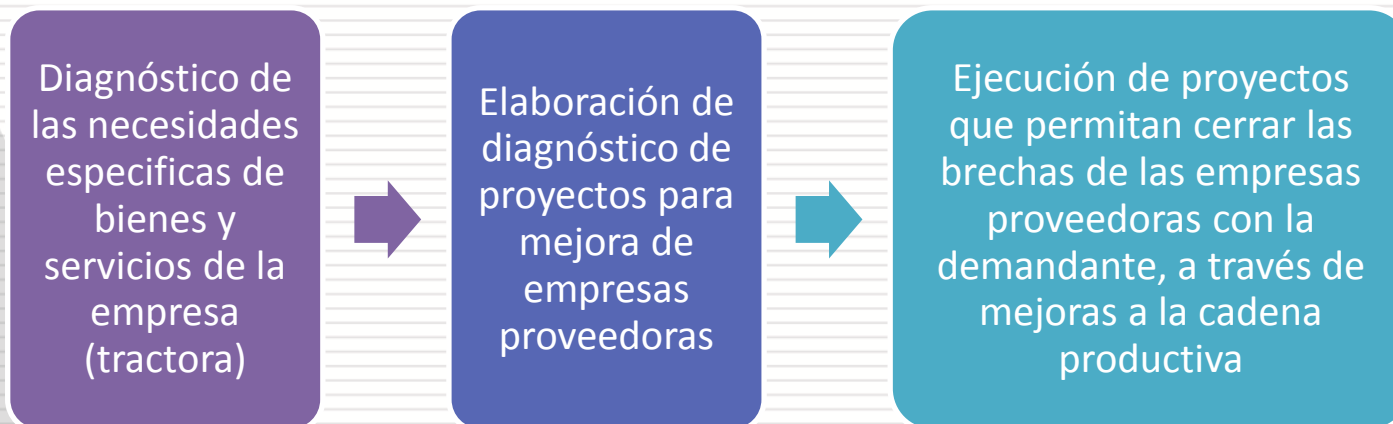 Diagnóstico de
las necesidades
especificas de
bienes y
servicios de la
empresa
(tractora)
Elaboración de
diagnóstico de
proyectos para
mejora de
empresas
proveedoras
Ejecución de proyectos
que permitan cerrar las
brechas de las empresas
proveedoras con la
demandante, a través de
mejoras a la cadena
productiva